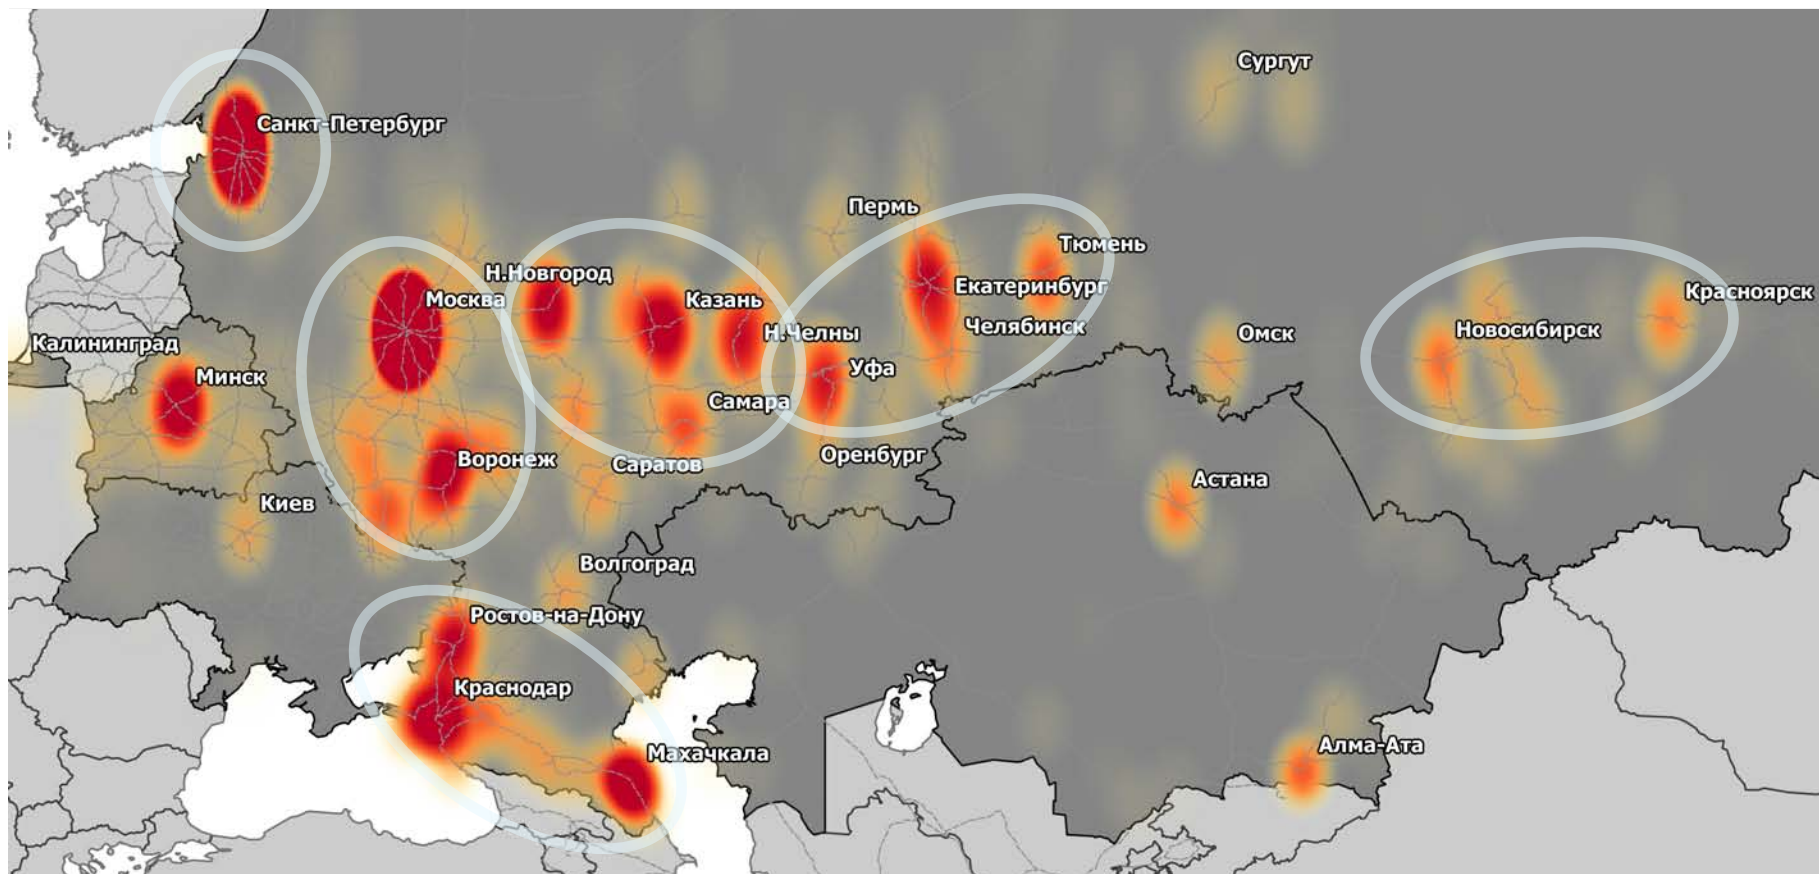 Сургут
Санкт-Петербург
Пермь
Тюмень
Н.Новгород
Москва
Казань
Екатеринбург
Красноярск
Челябинск
Н.Челны
Омск
Новосибирск
Калининград
Минск
Уфа
Самара
Воронеж
Саратов
Оренбург
Астана
Киев
Волгоград
Ростов-на-Дону
Краснодар
Махачкала
Алма-Ата